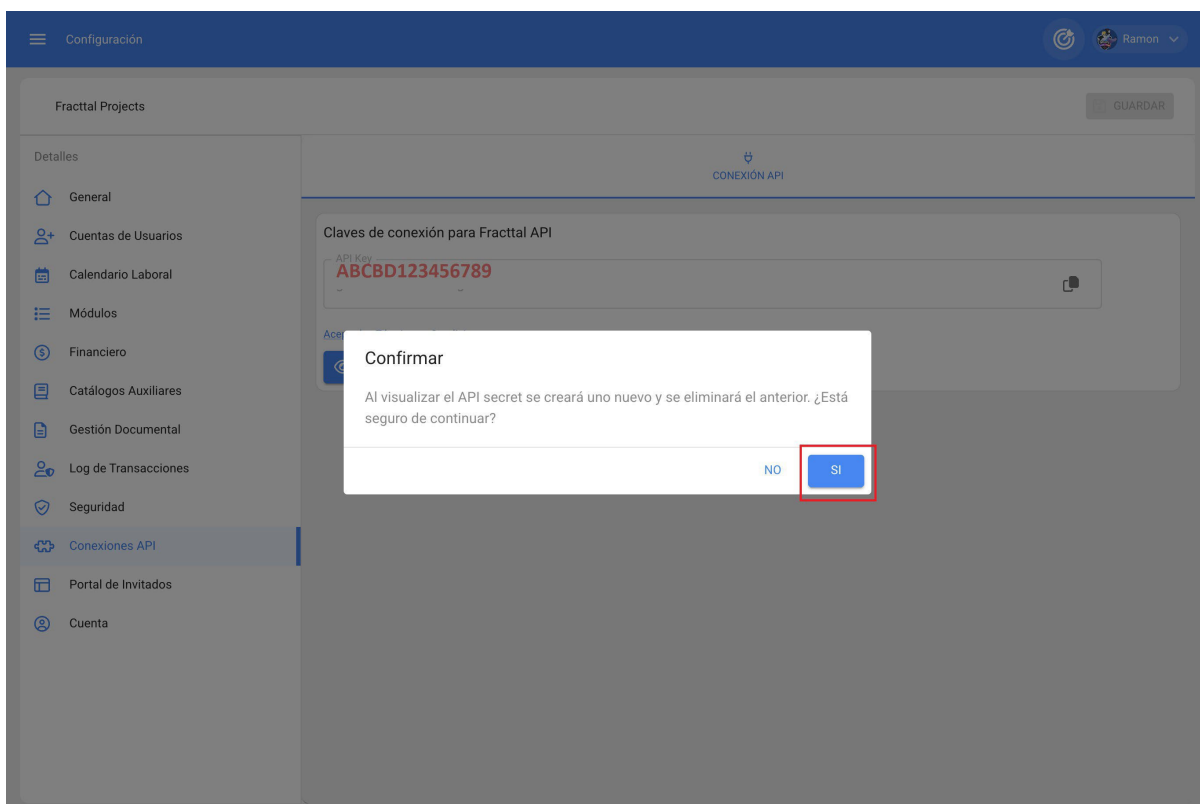 Configuración
Ramon
Fracttal Projects
GUARDAR
Detalles
General
Cuentas de Usuarios
Calendario Laboral
Módulos
Financiero
Catálogos Auxiliares
Gestión Documental
Log de Transacciones
Seguridad
Conexiones API
Portal de Invitados
Cuenta
CONEXIÓN API
Claves de conexión para Fracttal API
API Key
ABCBD123456789
Confirmar
Al visualizar el API secret se creará uno nuevo y se eliminará el anterior. ¿Está
seguro de continuar?
NO
SI